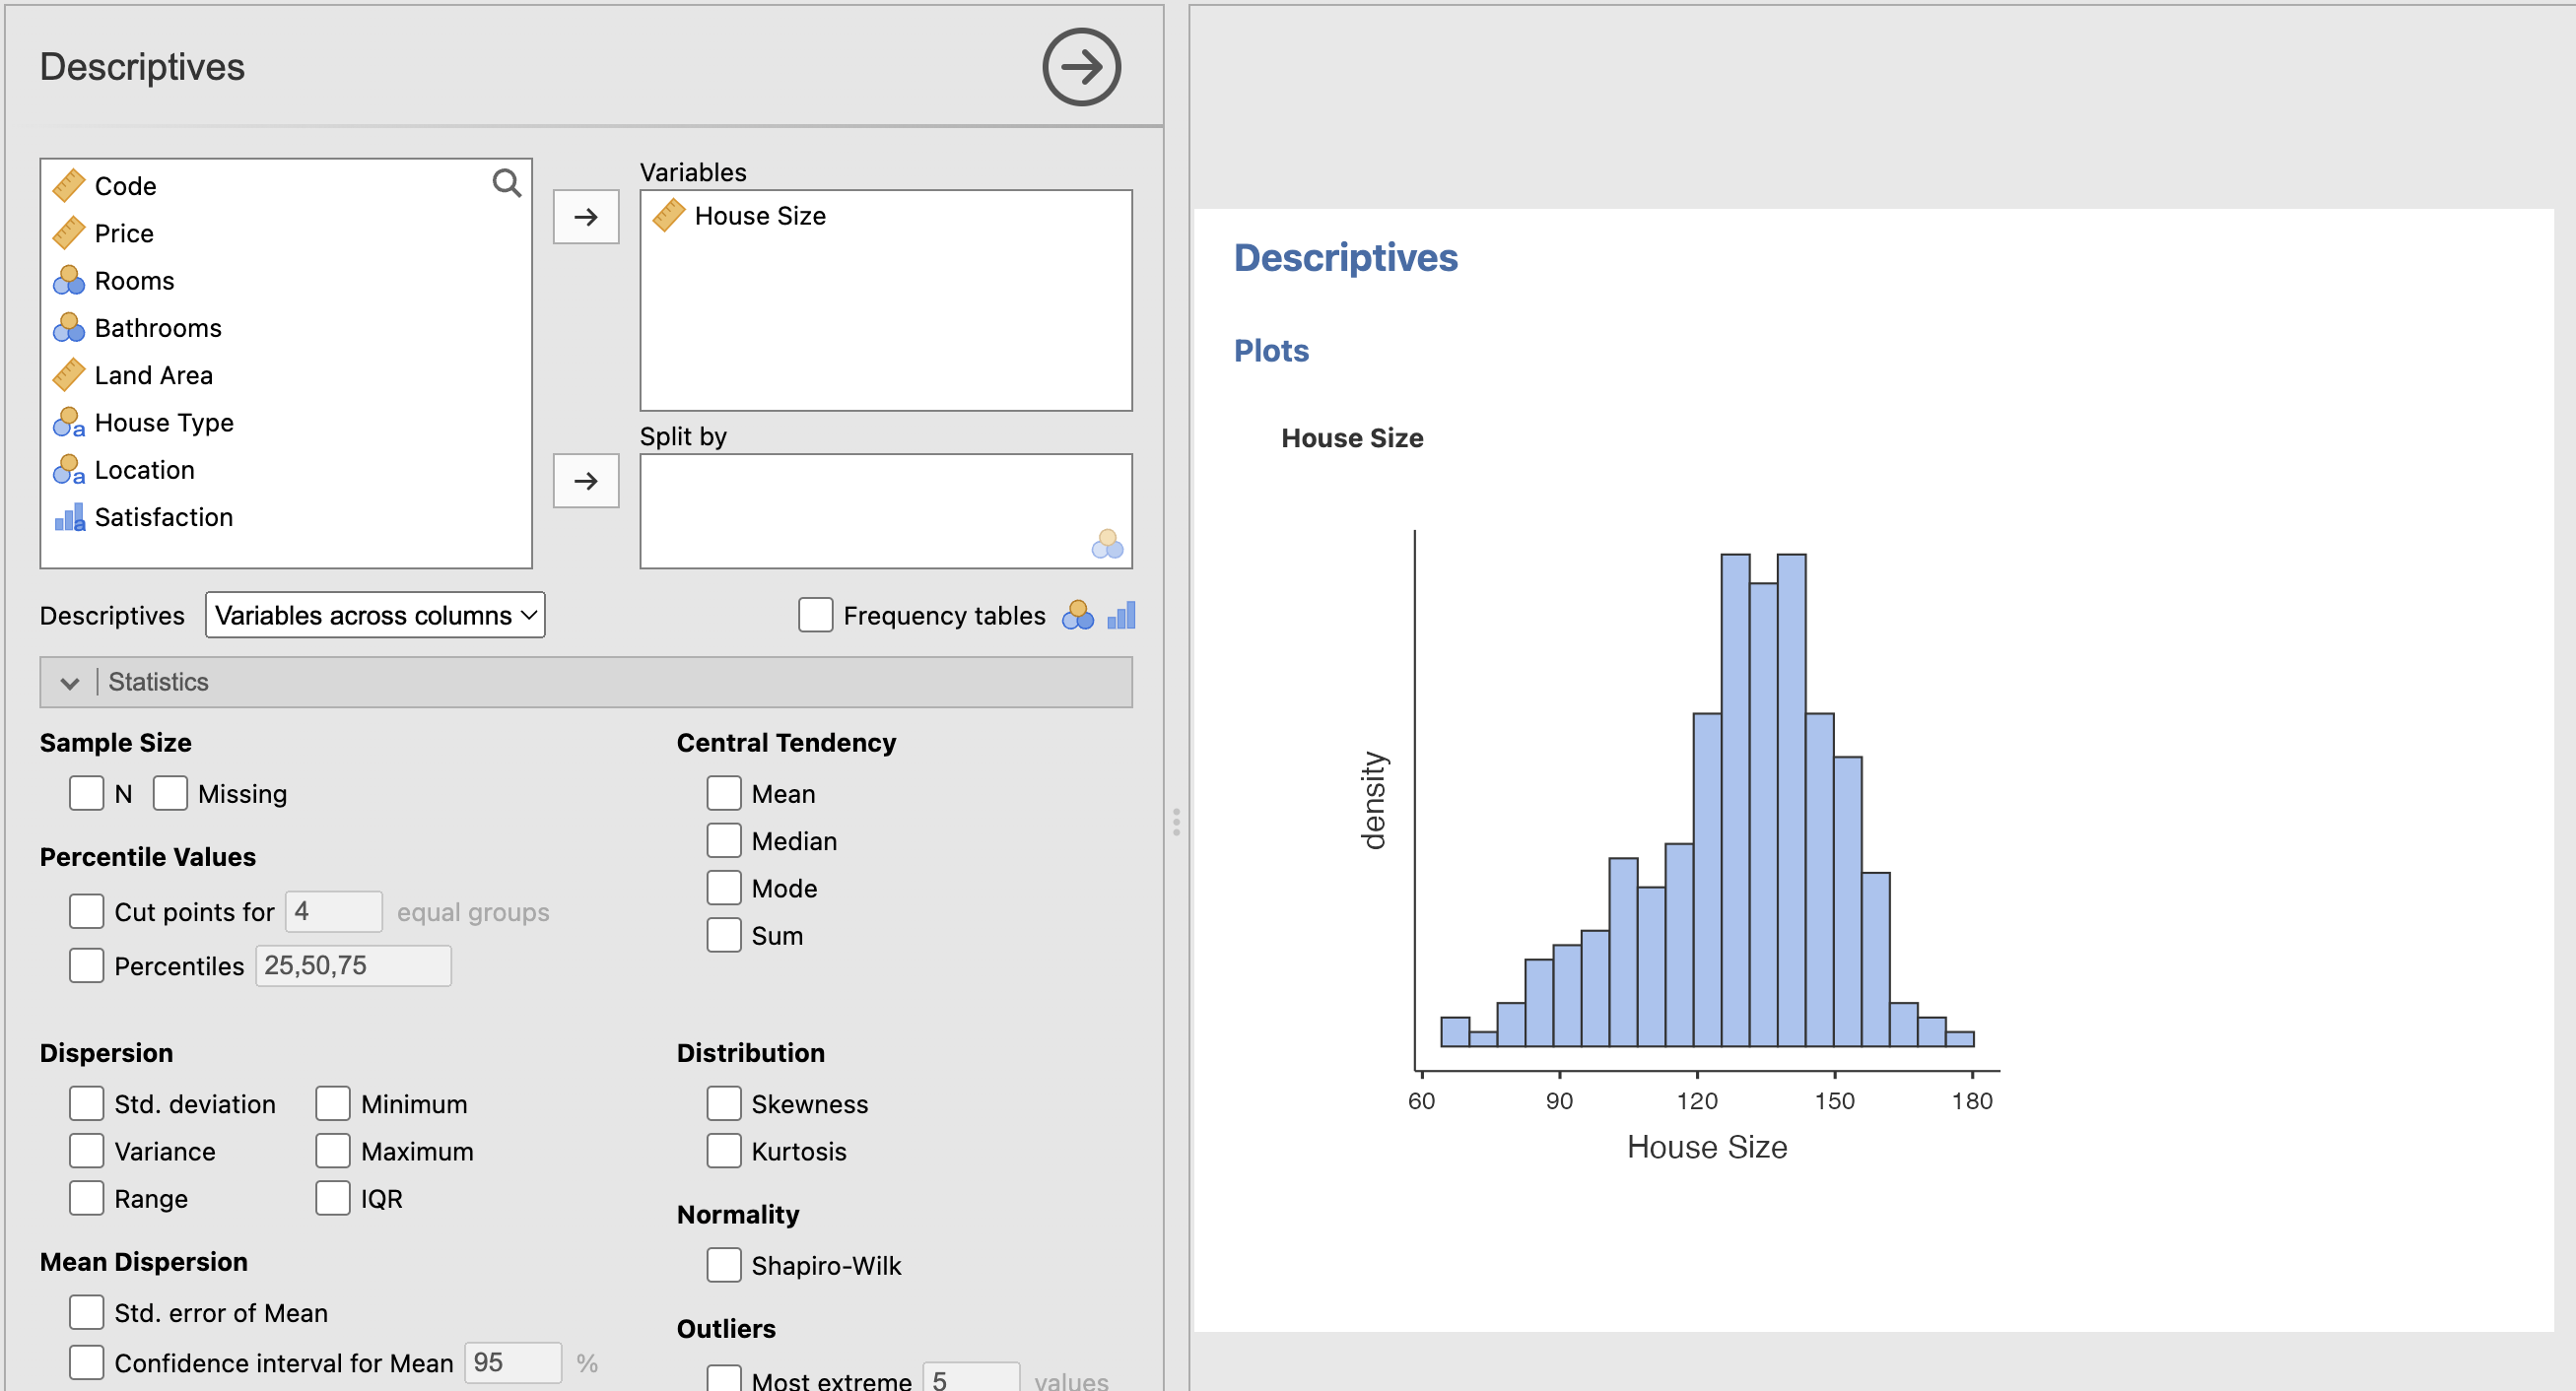 Descriptives
Code
Price
Rooms
Bathrooms
Land Area
House Type
Location
Satisfaction
Variables
House Size
Split by
Descriptives Variables across columns Frequency tables
Statistics
Sample Size
N Missing
Percentile Values
Cut points for 4 equal groups
Percentiles 25,50,75
Central Tendency
Mean
Median
Mode
Sum
Dispersion
Std. deviation Minimum
Variance Maximum
Range IQR
Distribution
Skewness
Kurtosis
Mean Dispersion
Std. error of Mean
Confidence interval for Mean 95 %
Normality
Shapiro-Wilk
Outliers
Most extreme 5 values
Descriptives
Plots
House Size
density
60 90 120 150 180
House Size